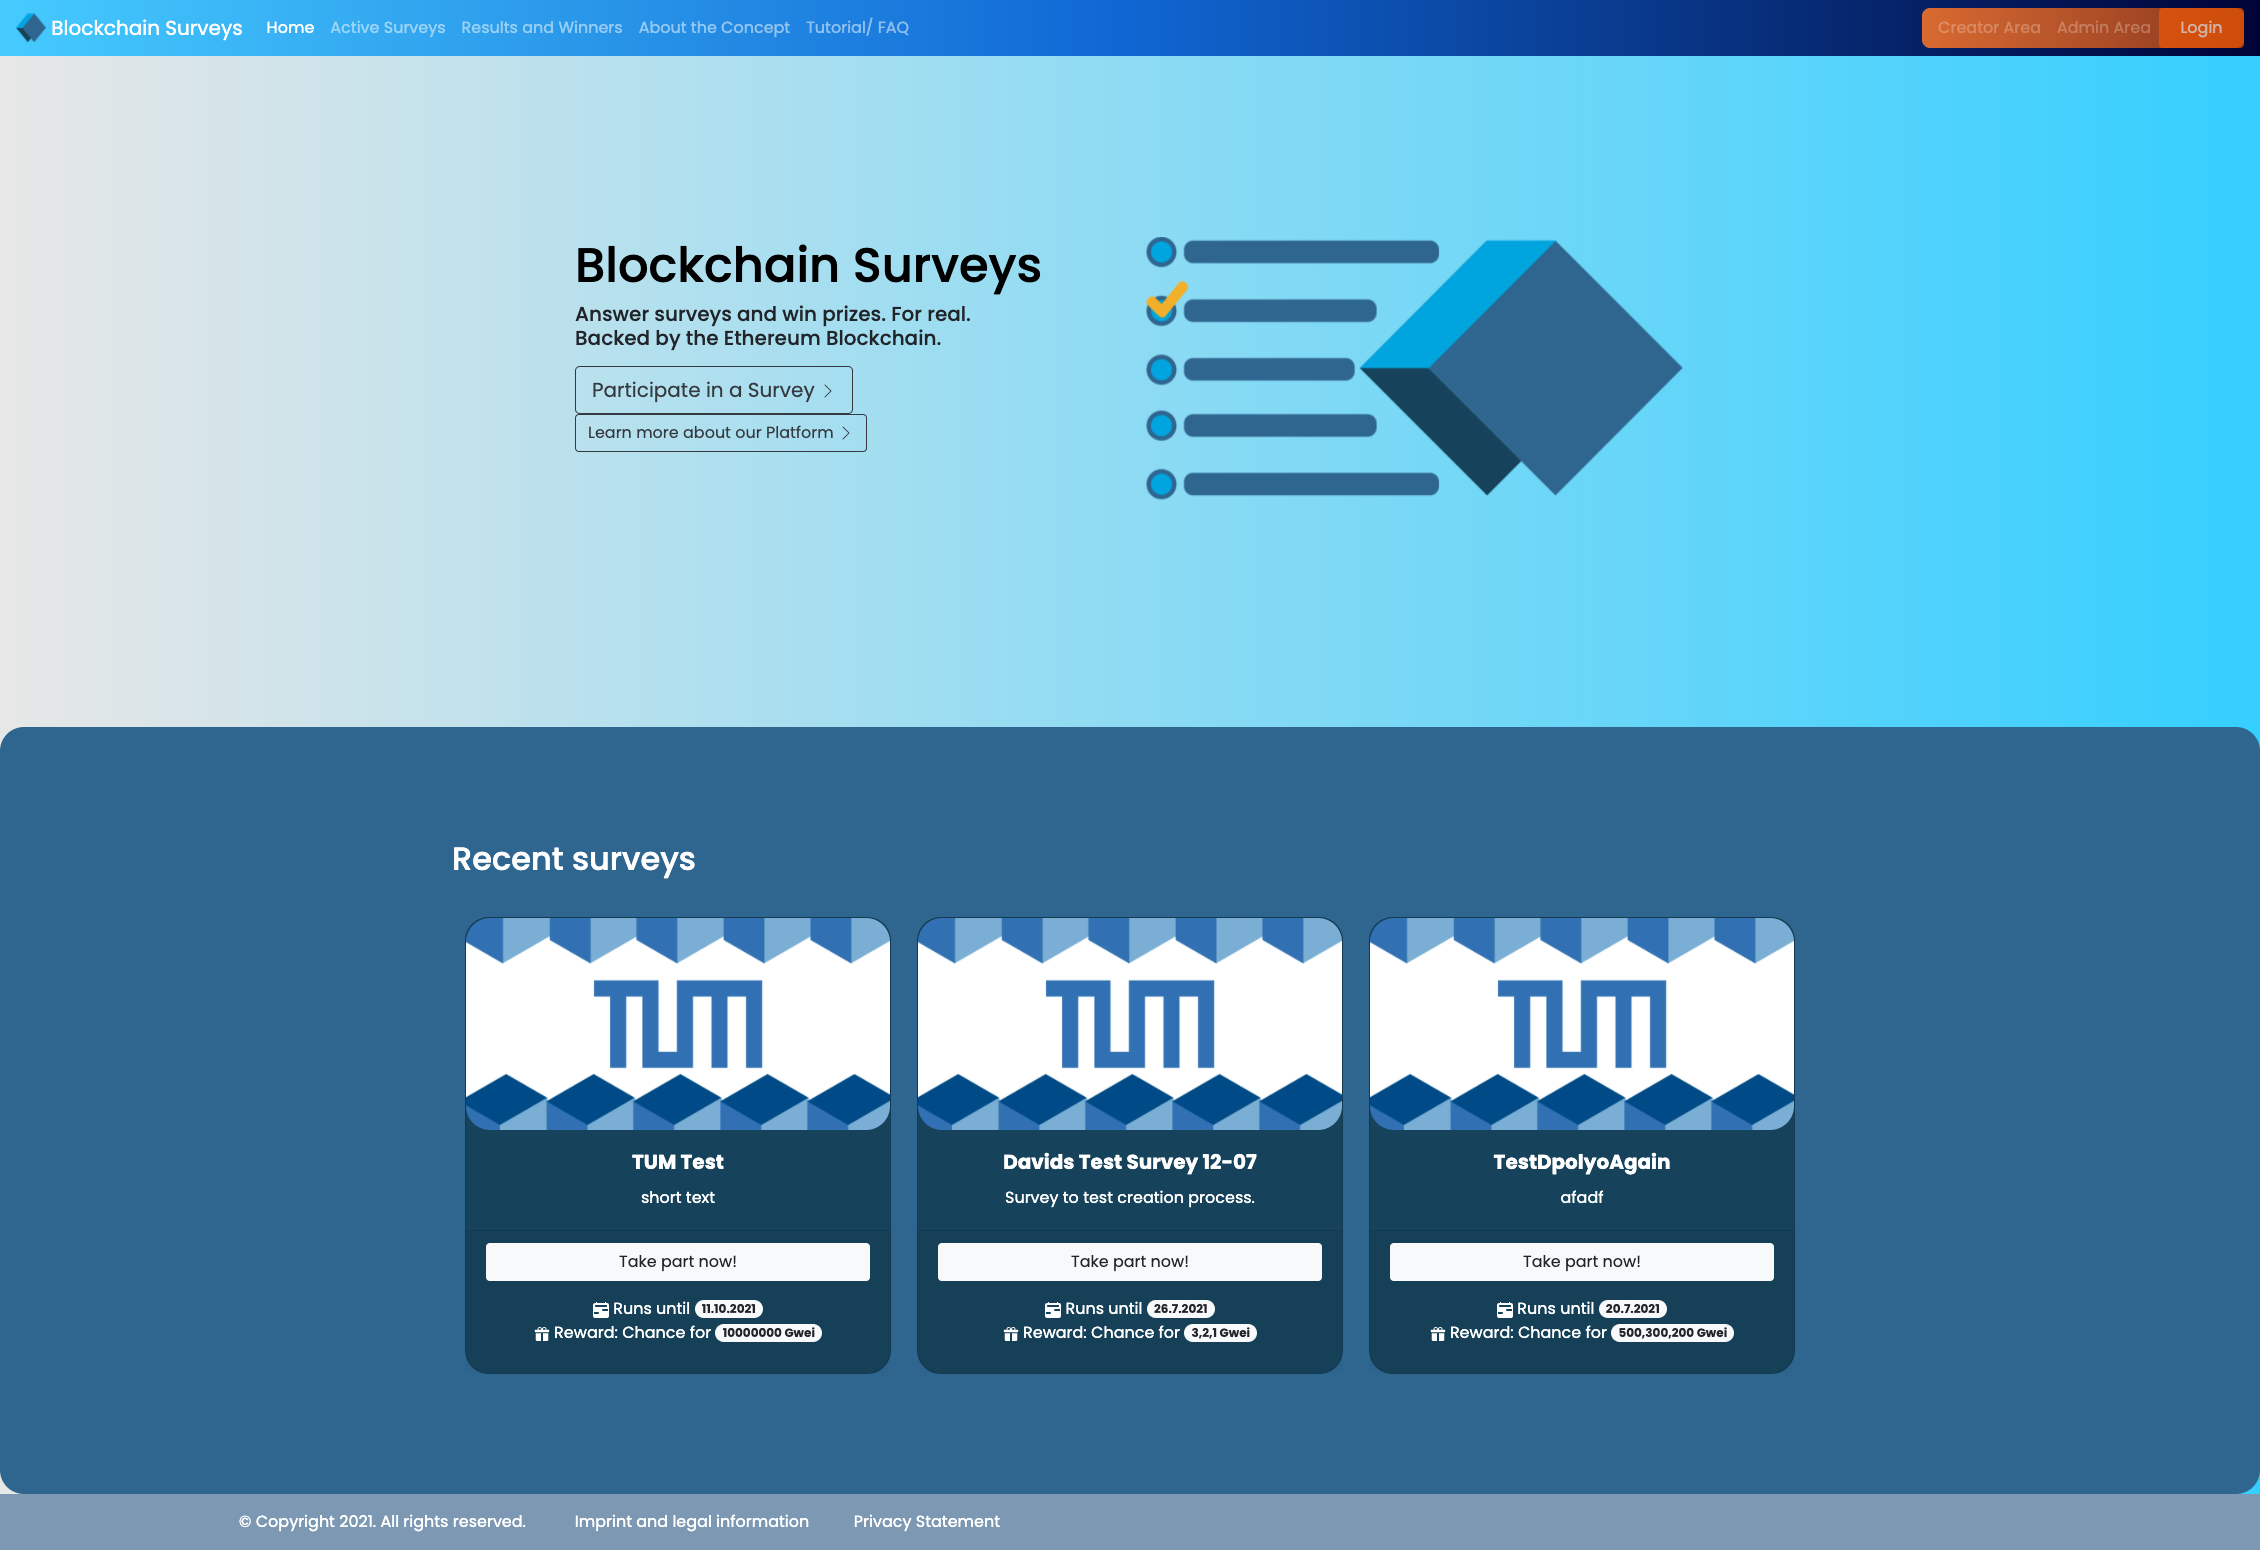 Blockchain Surveys Home Active Surveys Results and Winners About the Concept Tutorial/ FAQ Creator Area Admin Area Login
Blockchain Surveys
Answer surveys and win prizes. For real.
Backed by the Ethereum Blockchain.
Participate in a Survey
Learn more about our Platform
Recent surveys
TUM
TUM Test
short text
Take part now!
Runs until 11.10.2021
Reward: Chance for 10000000 Gwei
TUM
Davids Test Survey 12-07
Survey to test creation process.
Take part now!
Runs until 26.7.2021
Reward: Chance for 3,2,1 Gwei
TUM
TestDpolyoAgain
afadf
Take part now!
Runs until 20.7.2021
Reward: Chance for 500,300,200 Gwei
© Copyright 2021. All rights reserved. Imprint and legal information Privacy Statement